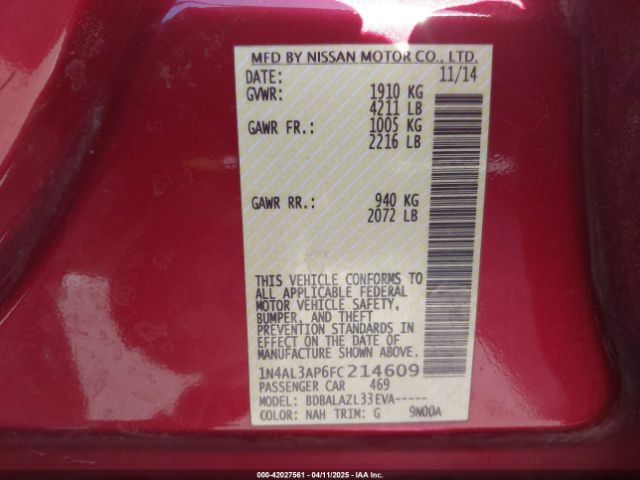 MFD BY NISSAN MOTOR CO., LTD.
DATE: 11/14
GVWR: 1910 KG
4211 LB
GAWR FR.: 1005 KG
2216 LB
GAWR RR.: 940 KG
2072 LB
THIS VEHICLE CONFORMS TO
ALL APPLICABLE FEDERAL
MOTOR VEHICLE SAFETY,
BUMPER, AND THEFT
PREVENTION STANDARDS IN
EFFECT ON THE DATE OF
MANUFACTURE SHOWN ABOVE.
1N4AL3AP6FC214609
PASSENGER CAR 469
MODEL: BDBALAZL33EVA-----
COLOR: NAH TRIM: G 9N00A
000-42027561 - 04/11/2025 - IAA Inc.